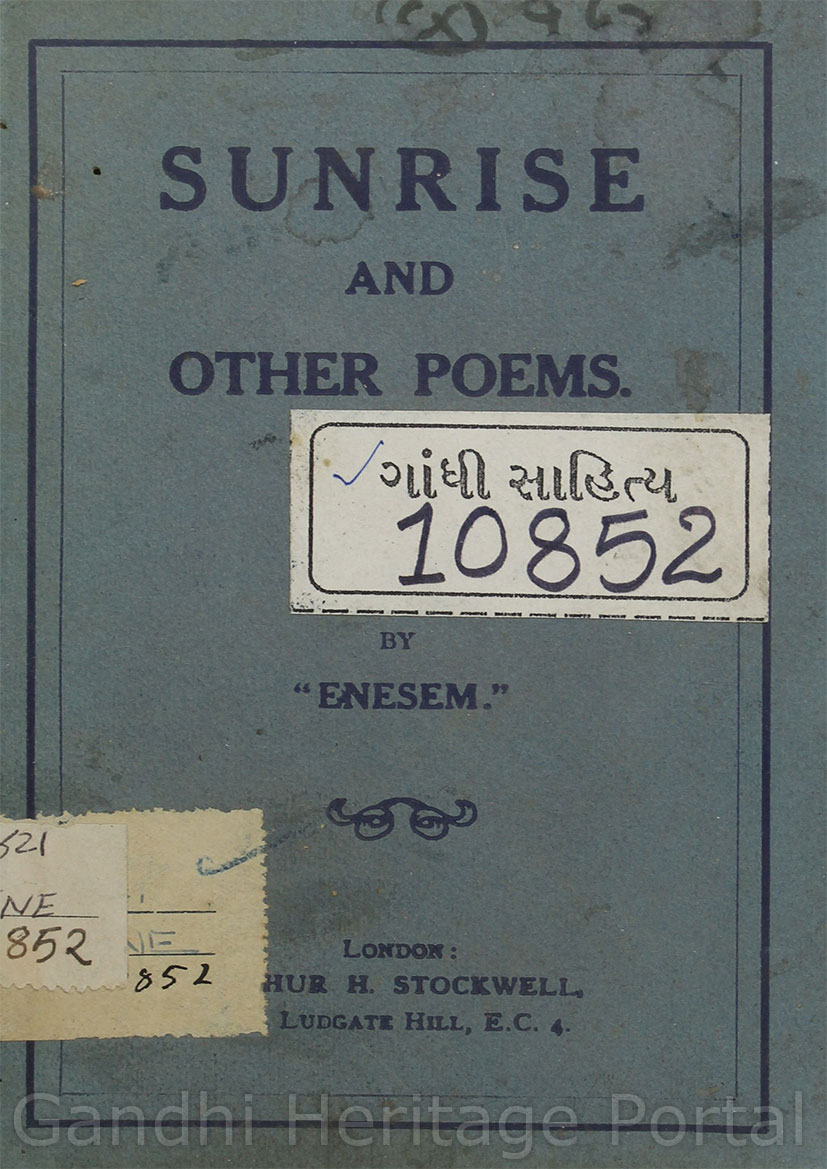 SUNRISE
AND
OTHER POEMS.
ગાંધી સાહિત્ય
10852
BY
"ENESEM."
521
NE
852
NE
852
LONDON:
HUR H. STOCKWELL,
LUDGATE HILL, E.C. 4.
Gandhi Heritage Portal